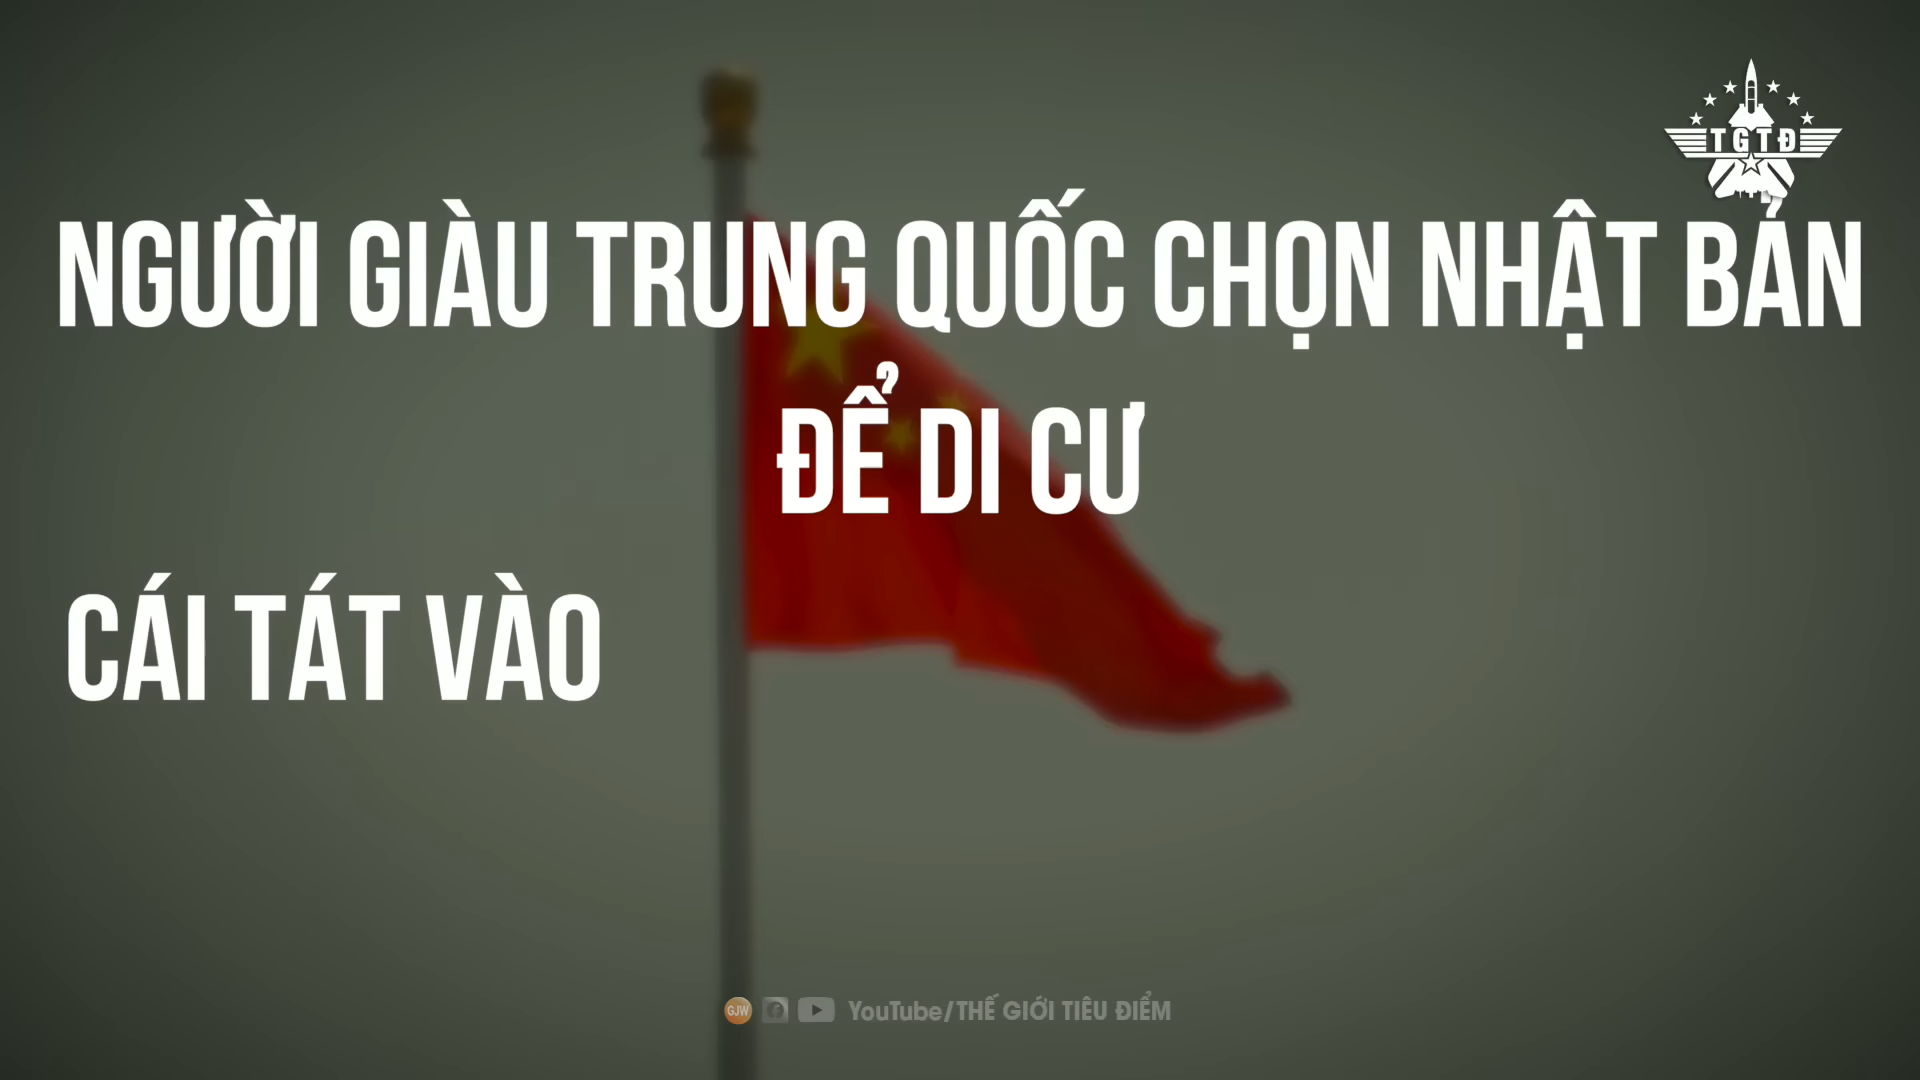 TGTĐ
NGƯỜI GIÀU TRUNG QUỐC CHỌN NHẬT BẢN
ĐỂ DI CƯ
CÁI TÁT VÀO
GJW YouTube/THẾ GIỚI TIÊU ĐIỂM